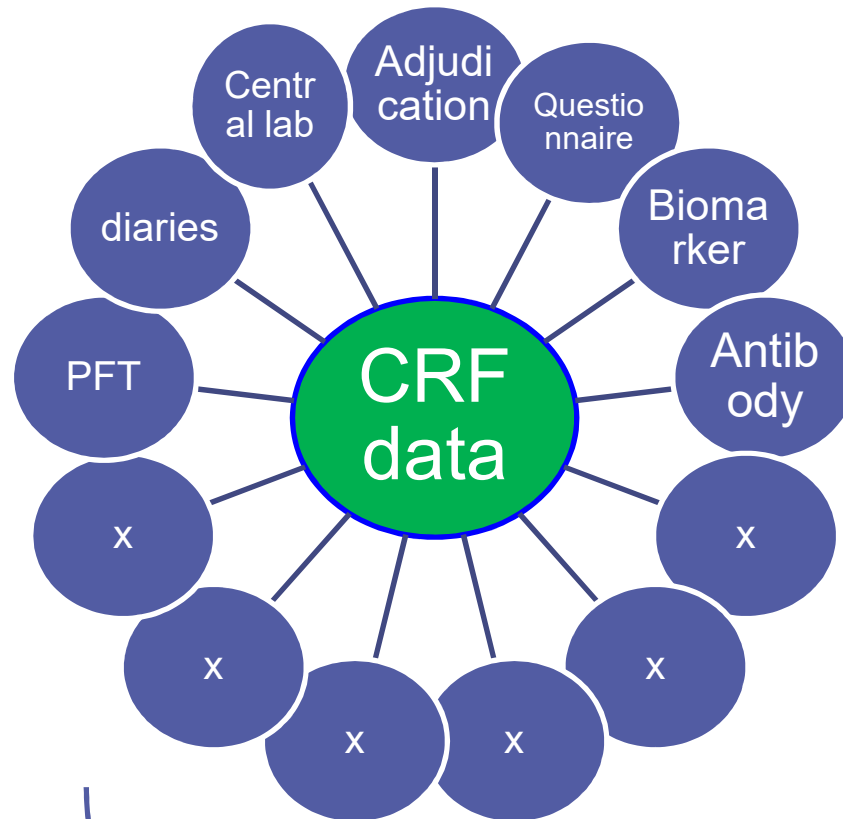 Adjudi
cation
Centr
al lab
Questio
nnaire
diaries
Bioma
rker
PFT
CRF
data
Antib
ody
x
x
x
x
x
x